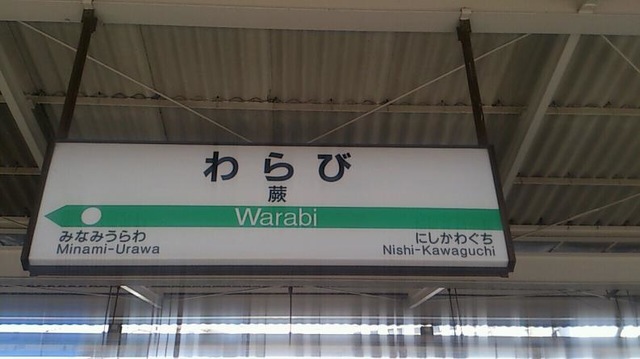 わらび
蕨
Warabi
みなみうらわ
Minami-Urawa
にしかわぐち
Nishi-Kawaguchi